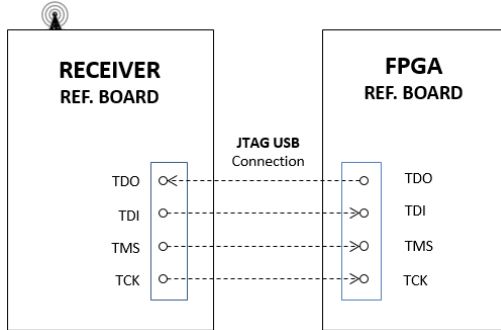 RECEIVER
REF. BOARD
FPGA
REF. BOARD
JTAG USB
Connection
TDO
TDO
TDI
TDI
TMS
TMS
TCK
TCK